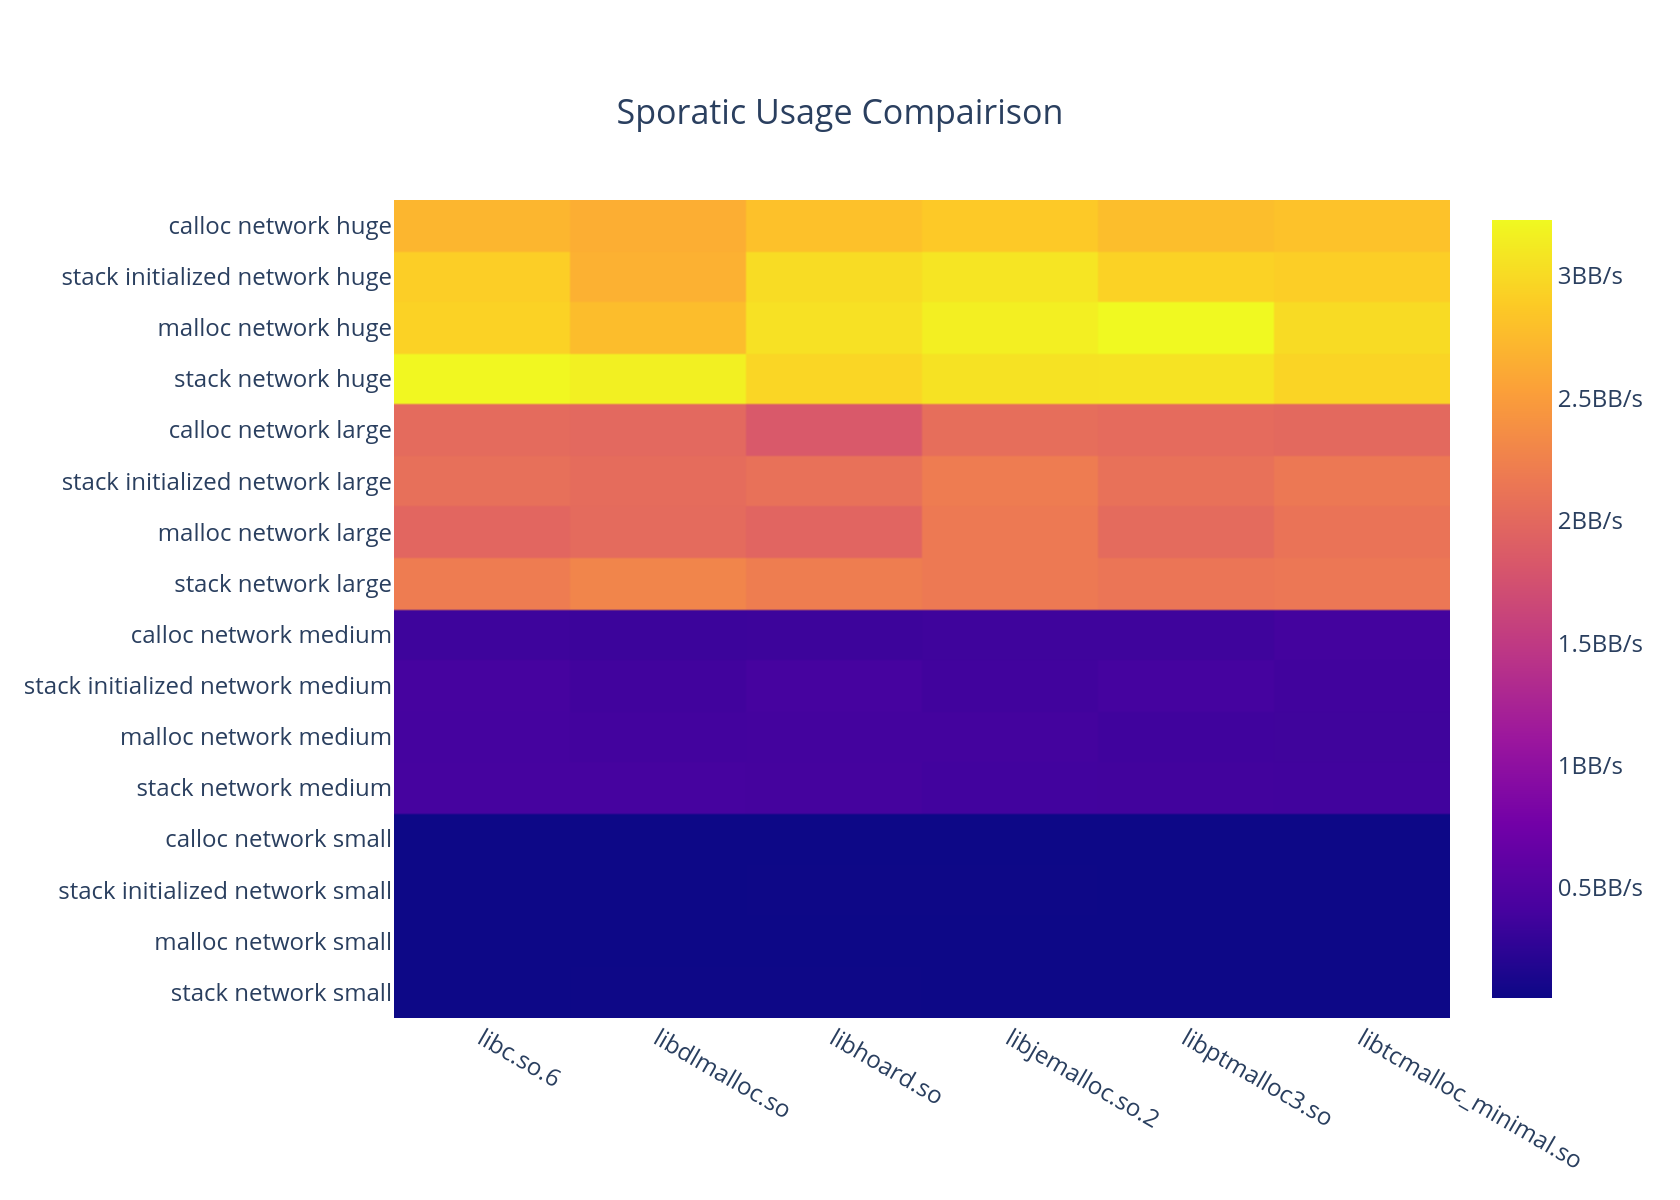 Sporatic Usage Compairison
calloc network huge
stack initialized network huge
malloc network huge
stack network huge
calloc network large
stack initialized network large
malloc network large
stack network large
calloc network medium
stack initialized network medium
malloc network medium
stack network medium
calloc network small
stack initialized network small
malloc network small
stack network small
libc.so.6
libdlmalloc.so
libhoard.so
libjemalloc.so.2
libptmalloc3.so
libtcmalloc_minimal.so
3BB/s
2.5BB/s
2BB/s
1.5BB/s
1BB/s
0.5BB/s